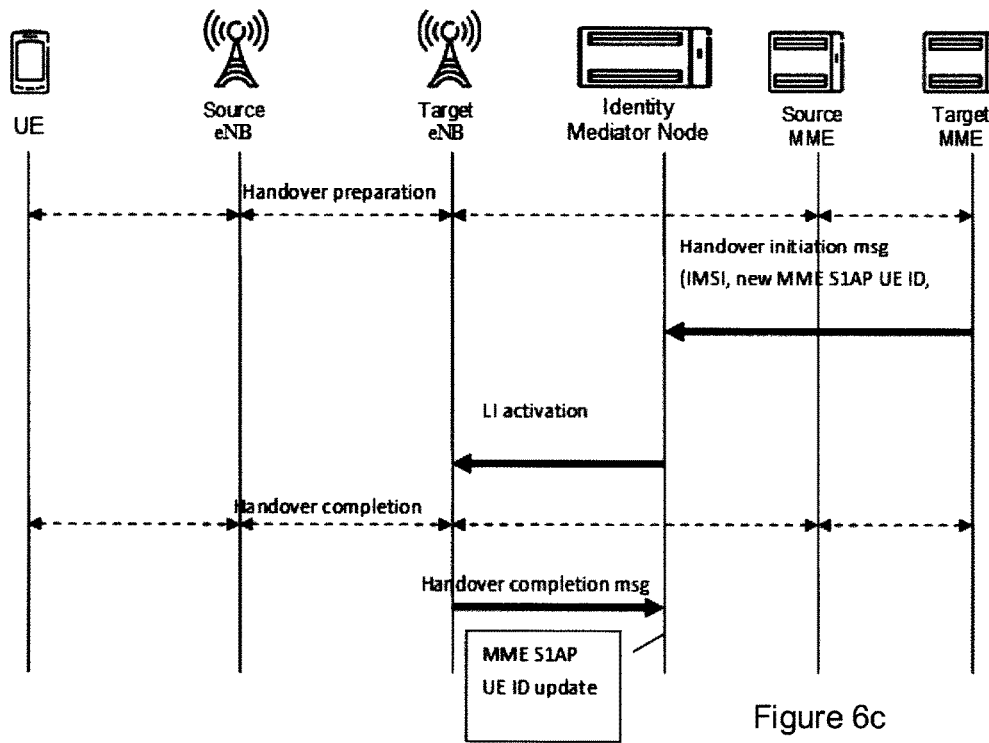 UE
Source
eNB
Target
eNB
Identity
Mediator Node
Source
MME
Target
MME
Handover preparation
Handover initiation msg
(IMSI, new MME S1AP UE ID,
LI activation
Handover completion
Handover completion msg
MME S1AP
UE ID update
Figure 6c